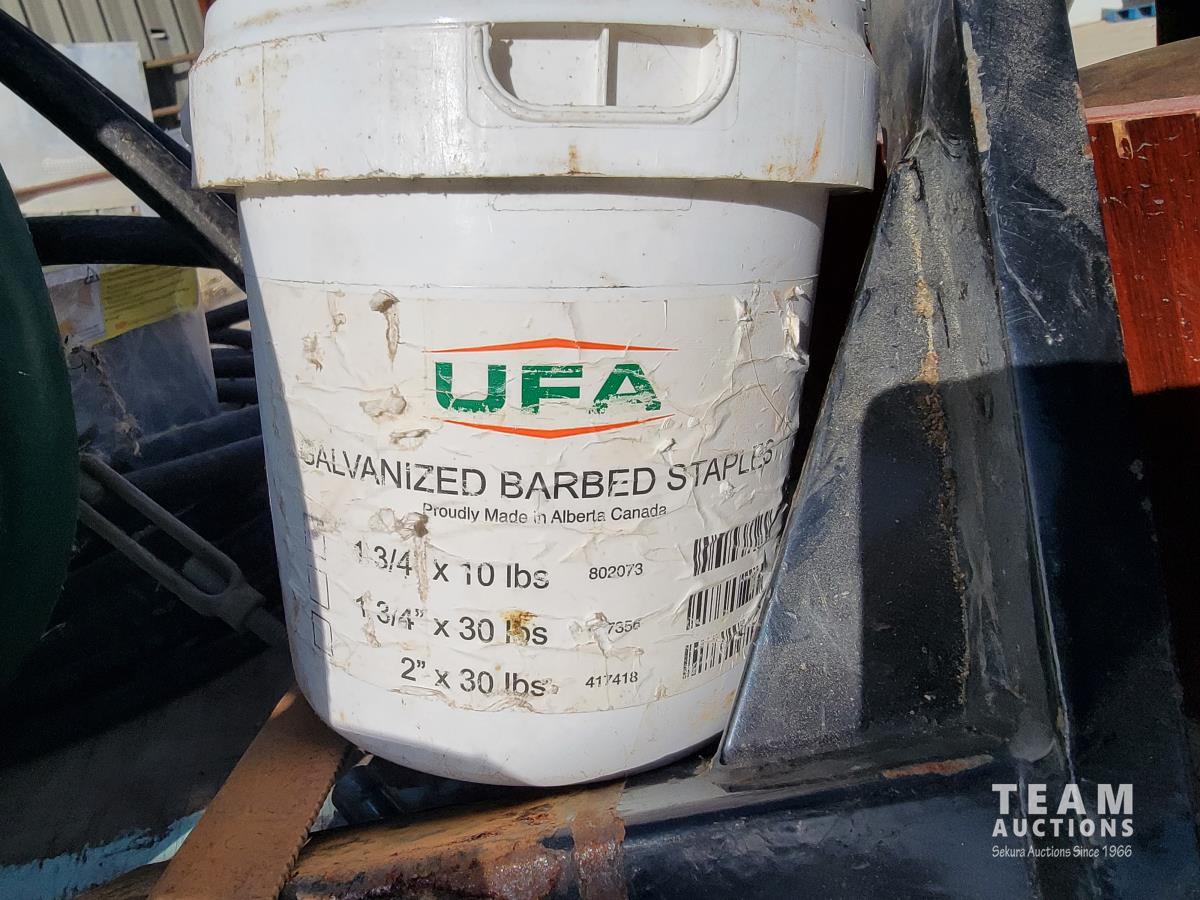 UFA
GALVANIZED BARBED STAPLES
Proudly Made in Alberta Canada
1 3/4" x 10 lbs 802073
1 3/4" x 30 lbs 7356
2" x 30 lbs 417418
TEAM
AUCTIONS
Sekura Auctions Since 1966